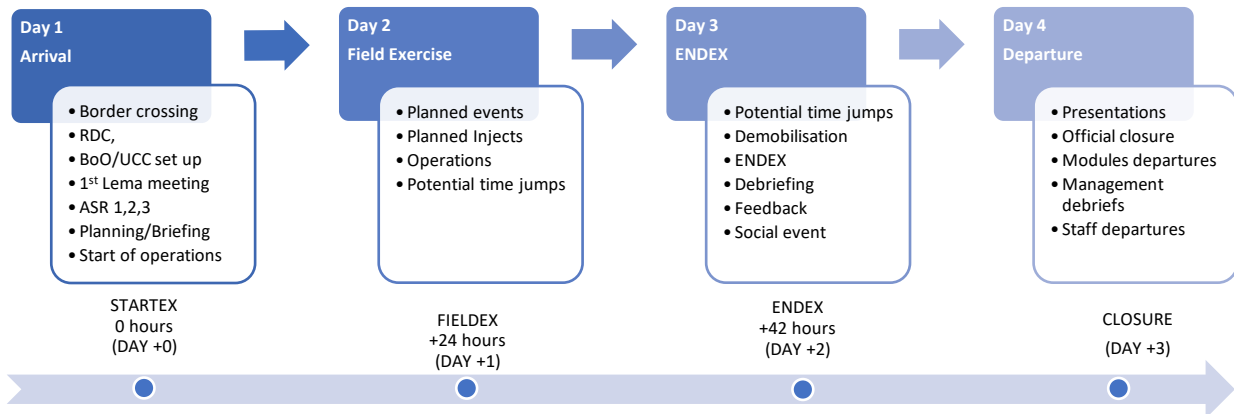 Day 1
Arrival
• Border crossing
• RDC,
• BoO/UCC set up
• 1st Lema meeting
• ASR 1,2,3
• Planning/Briefing
• Start of operations
Day 2
Field Exercise
• Planned events
• Planned Injects
• Operations
• Potential time jumps
Day 3
ENDEX
• Potential time jumps
• Demobilisation
• ENDEX
• Debriefing
• Feedback
• Social event
Day 4
Departure
• Presentations
• Official closure
• Modules departures
• Management
debriefs
• Staff departures
STARTEX
0 hours
(DAY +0)
FIELDEX
+24 hours
(DAY +1)
ENDEX
+42 hours
(DAY +2)
CLOSURE
(DAY +3)